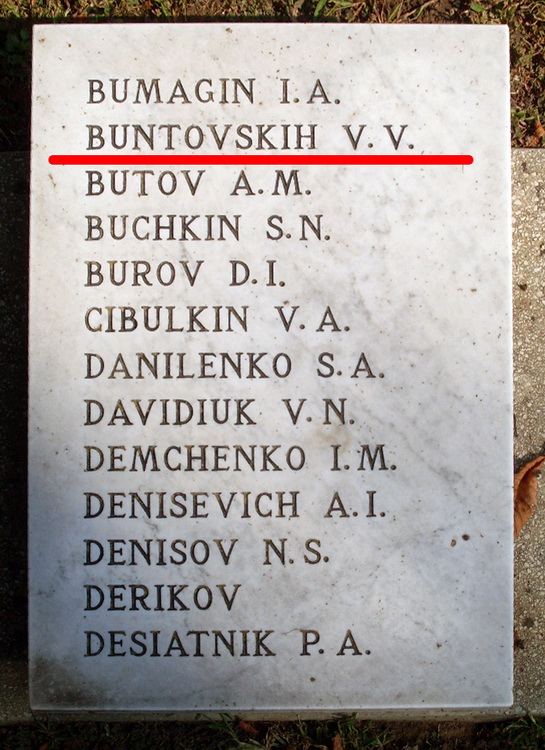 BUMAGIN I.A.
BUNTOVSKIH V.V.
BUTOV A.M.
BUCHKIN S.N.
BUROV D.I.
CIBULKIN V.A.
DANILENKO S.A.
DAVIDIUK V.N.
DEMCHENKO I.M.
DENISEVICH A.I.
DENISOV N.S.
DERIKOV
DESIATNIK P.A.